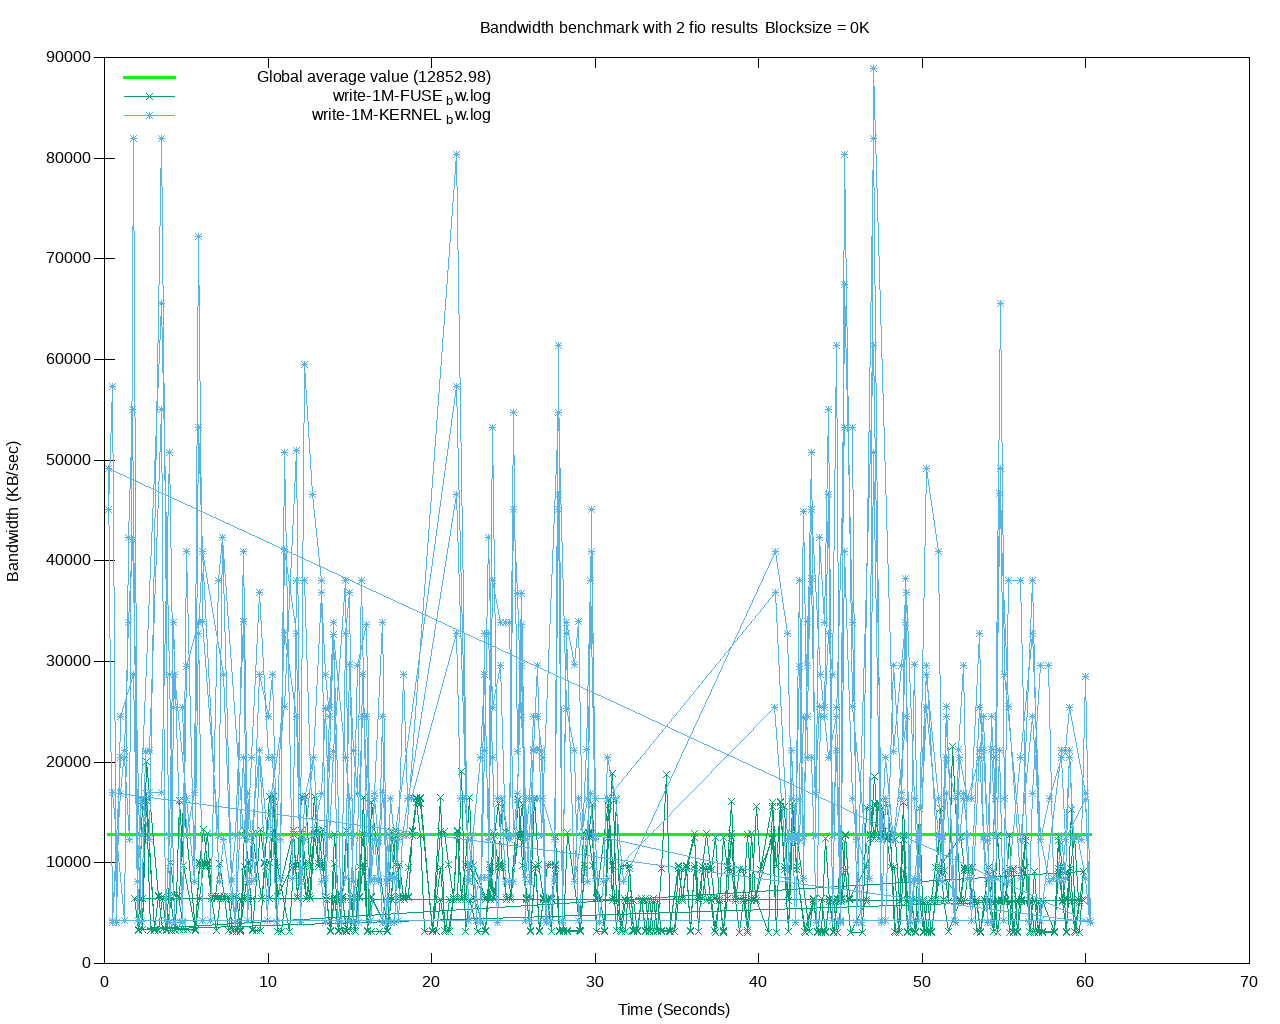 Bandwidth benchmark with 2 fio results Blocksize = 0K
Global average value (12852.98)
write-1M-FUSE bw.log
write-1M-KERNEL bw.log
90000
80000
70000
60000
50000
40000
30000
20000
10000
0
Bandwidth (KB/sec)
0 10 20 30 40 50 60 70
Time (Seconds)